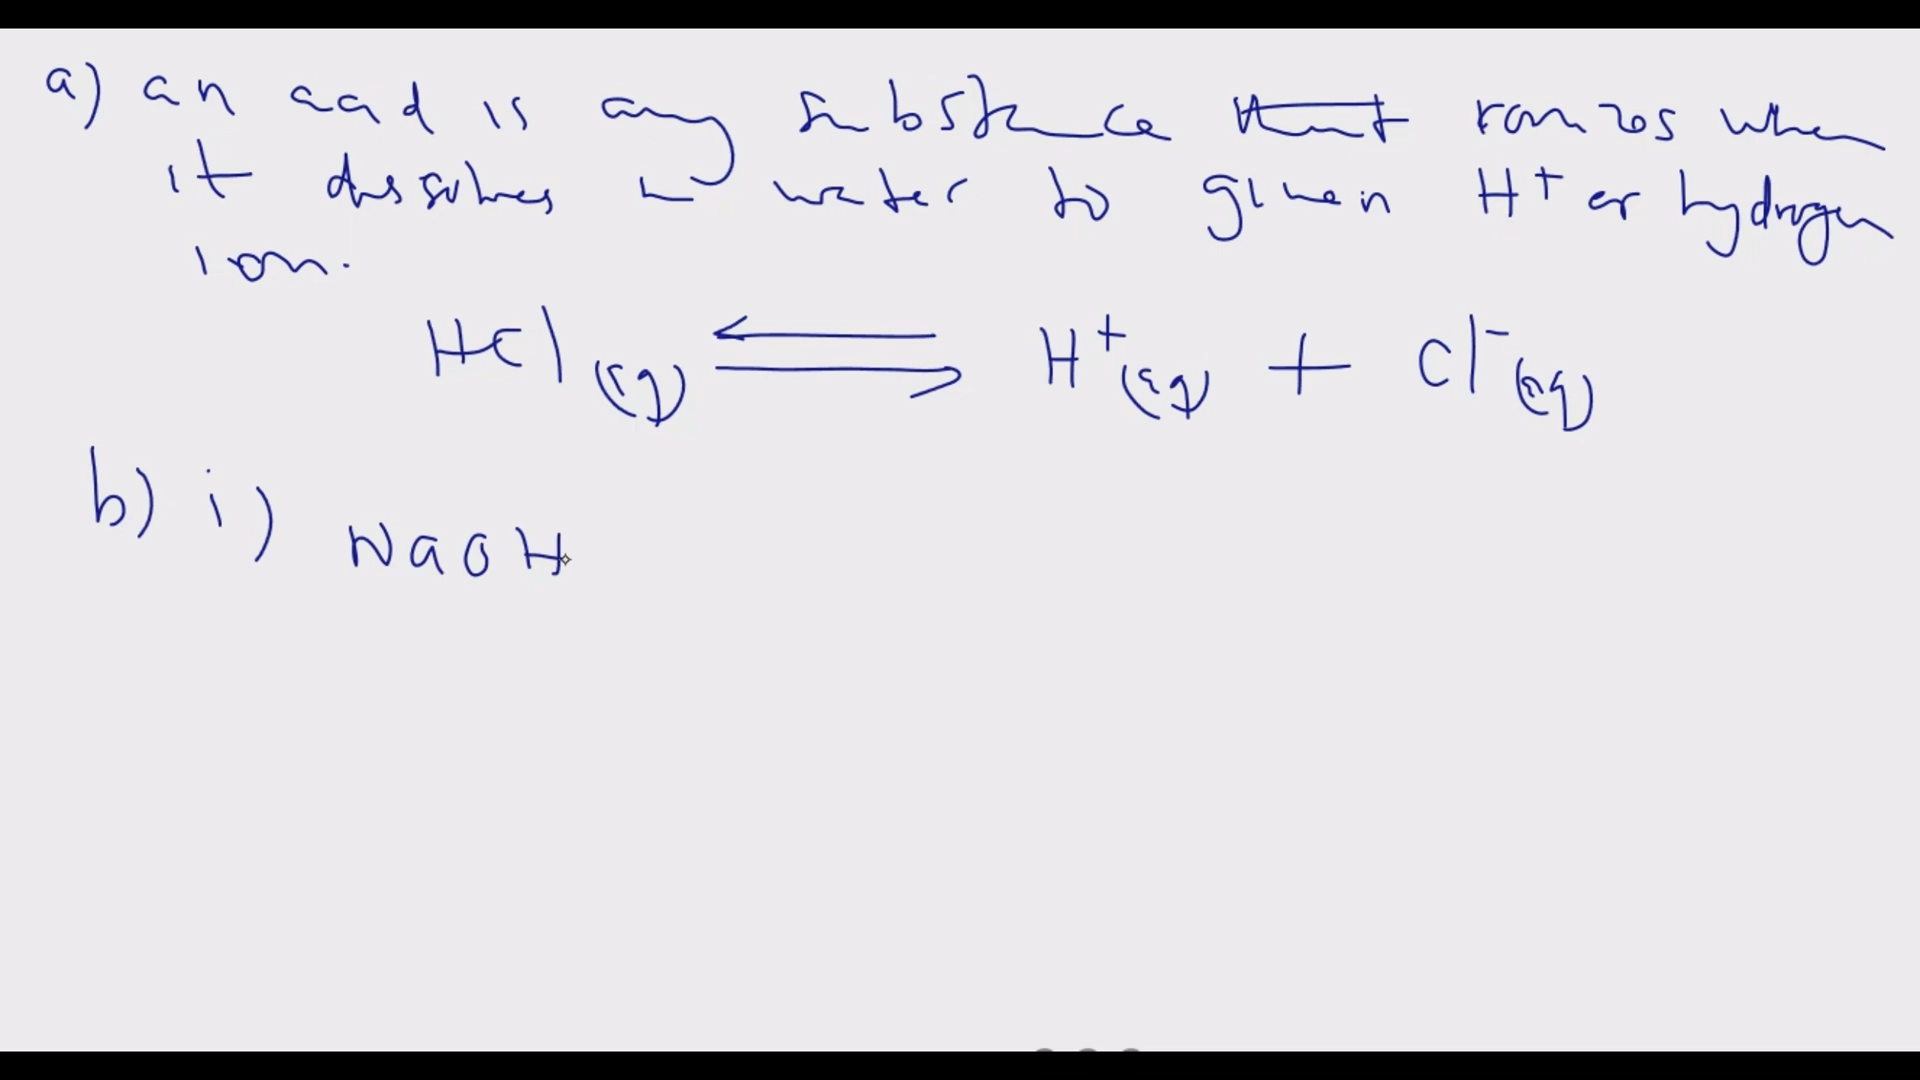 a) an acid is any substance that ionizes when
it dissolves in water to given H⁺ or hydrogen
ion.
HCl(aq) ⇌ H⁺(aq) + Cl⁻(aq)
b) i) NaOH